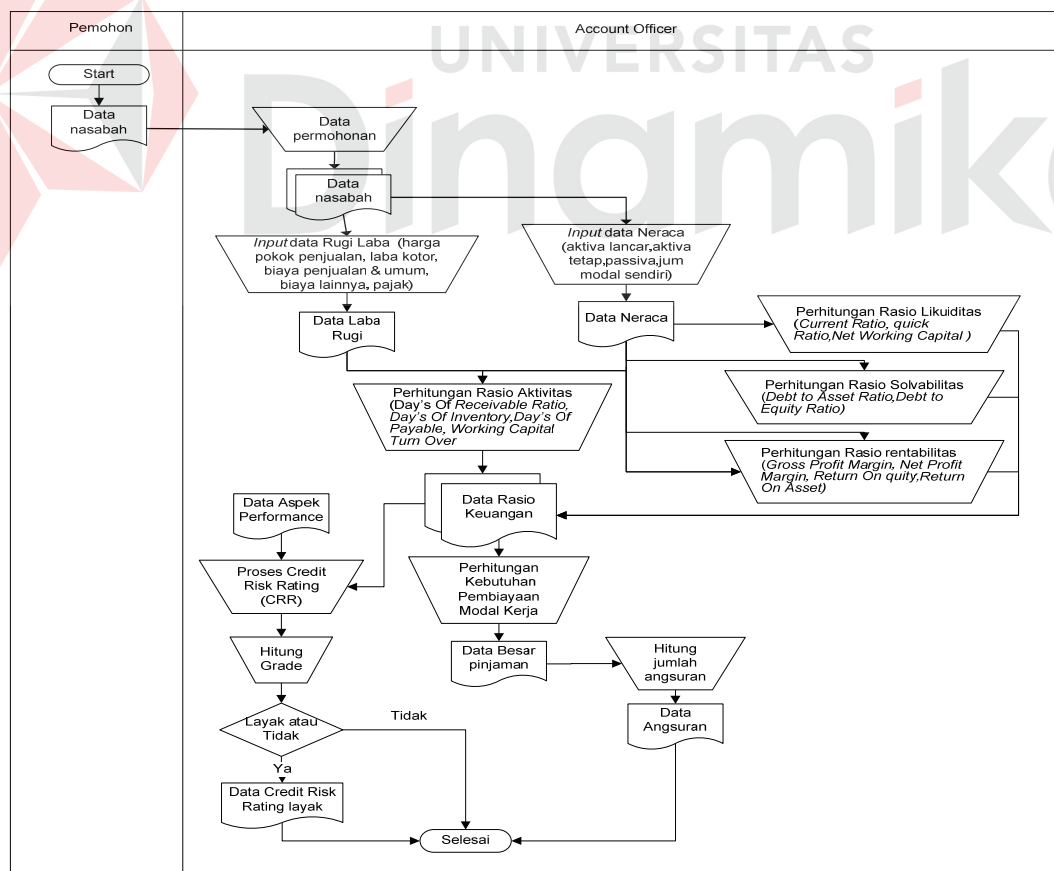 Pemohon
Account Officer
UNIVERSITAS
Dinamika
Start
Data
nasabah
Data
permohonan
Data
nasabah
Input data Rugi Laba (harga
pokok penjualan, laba kotor,
biaya penjualan & umum,
biaya lainnya, pajak)
Input data Neraca
(aktiva lancar,aktiva
tetap,passiva,jum
modal sendiri)
Data Laba
Rugi
Data Neraca
Perhitungan Rasio Likuiditas
(Current Ratio, quick
Ratio,Net Working Capital )
Perhitungan Rasio Solvabilitas
(Debt to Asset Ratio,Debt to
Equity Ratio)
Perhitungan Rasio Aktivitas
(Day's Of Receivable Ratio,
Day's Of Inventory,Day's Of
Payable, Working Capital
Turn Over
Perhitungan Rasio rentabilitas
(Gross Profit Margin, Net Profit
Margin, Return On quity,Return
On Asset)
Data Rasio
Keuangan
Data Aspek
Performance
Proses Credit
Risk Rating
(CRR)
Perhitungan
Kebutuhan
Pembiayaan
Modal Kerja
Hitung
Grade
Data Besar
pinjaman
Hitung
jumlah
angsuran
Layak atau
Tidak
Tidak
Data
Angsuran
Ya
Data Credit Risk
Rating layak
Selesai